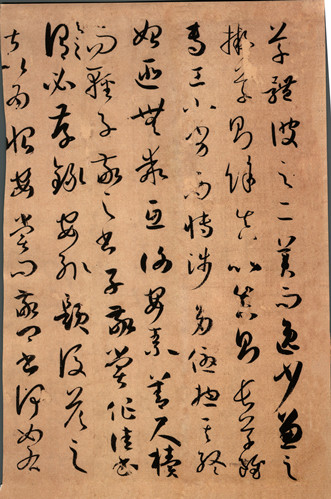 草體彼之二美而逸少兼之
擬草則餘真比真則長草雖
專工小劣而博涉多優總其終
始匪無乖互謝安素善尺牘
而輕子敬之書子敬嘗作佳書
與之謂必存錄安輒題後答之
甚以為恨安嘗問敬卿書何如右